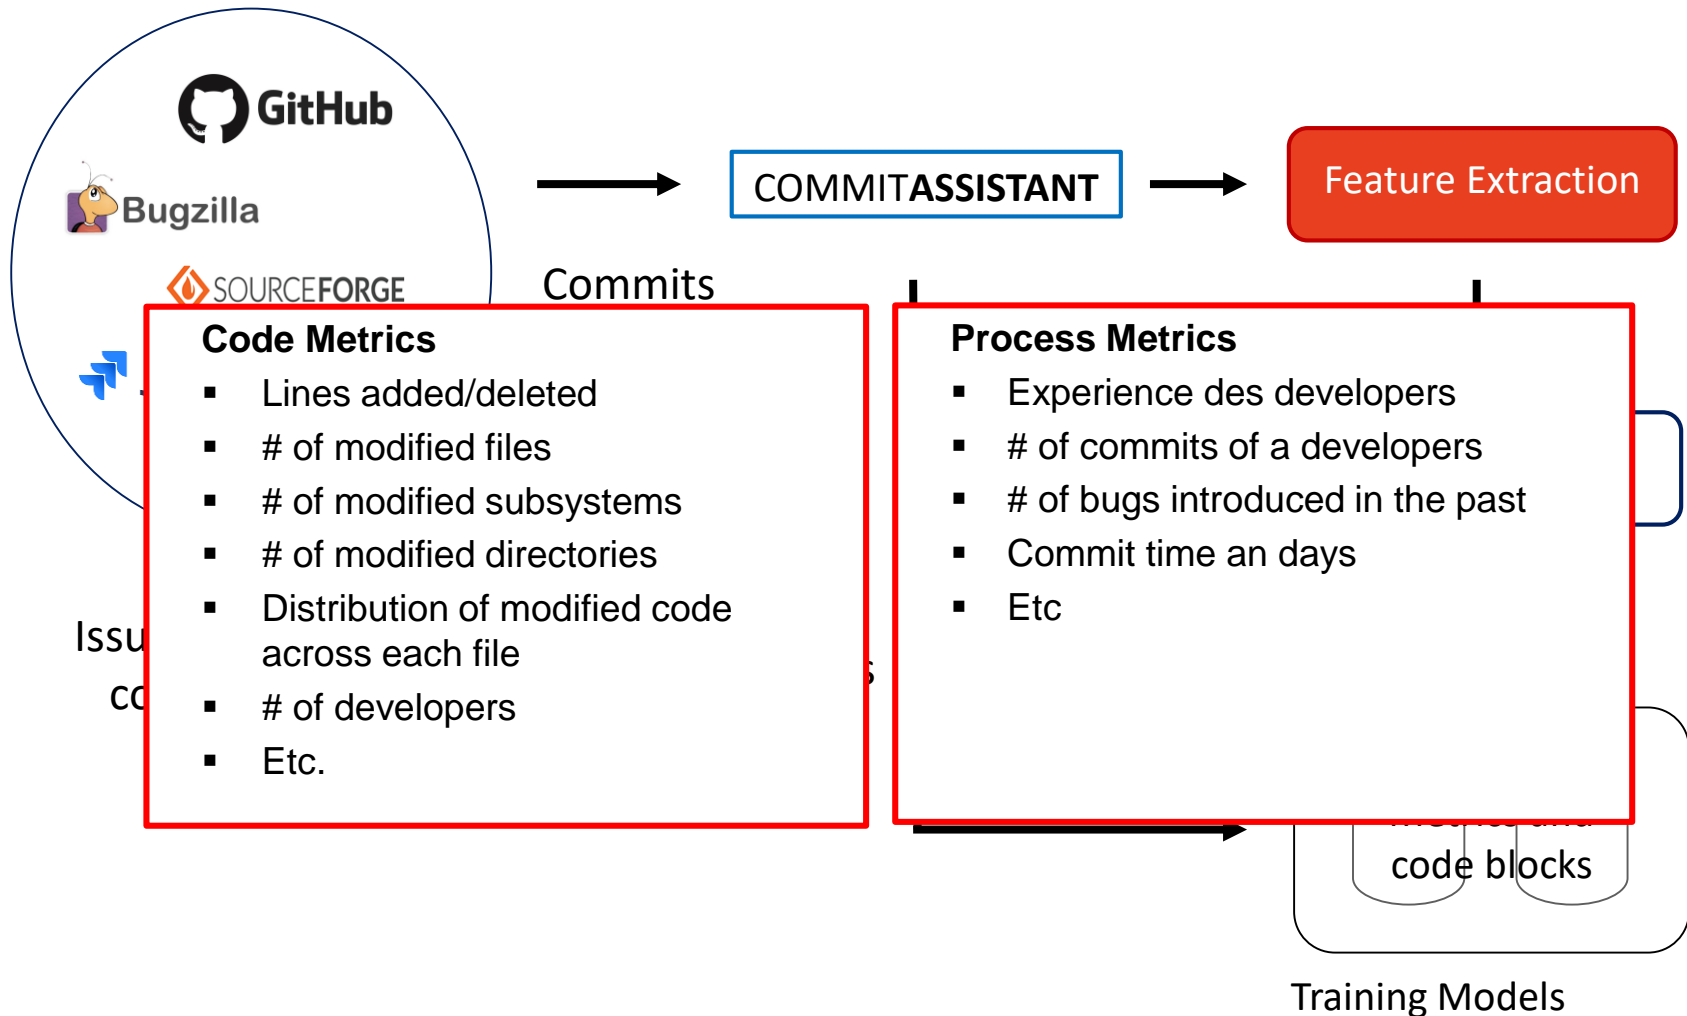 GitHub
Bugzilla
SOURCEFORGE
Commits
COMMITASSISTANT
Feature Extraction
Code Metrics
▪ Lines added/deleted
▪ # of modified files
▪ # of modified subsystems
▪ # of modified directories
▪ Distribution of modified code
across each file
▪ # of developers
▪ Etc.
Process Metrics
▪ Experience des developers
▪ # of commits of a developers
▪ # of bugs introduced in the past
▪ Commit time an days
▪ Etc
code blocks
Training Models